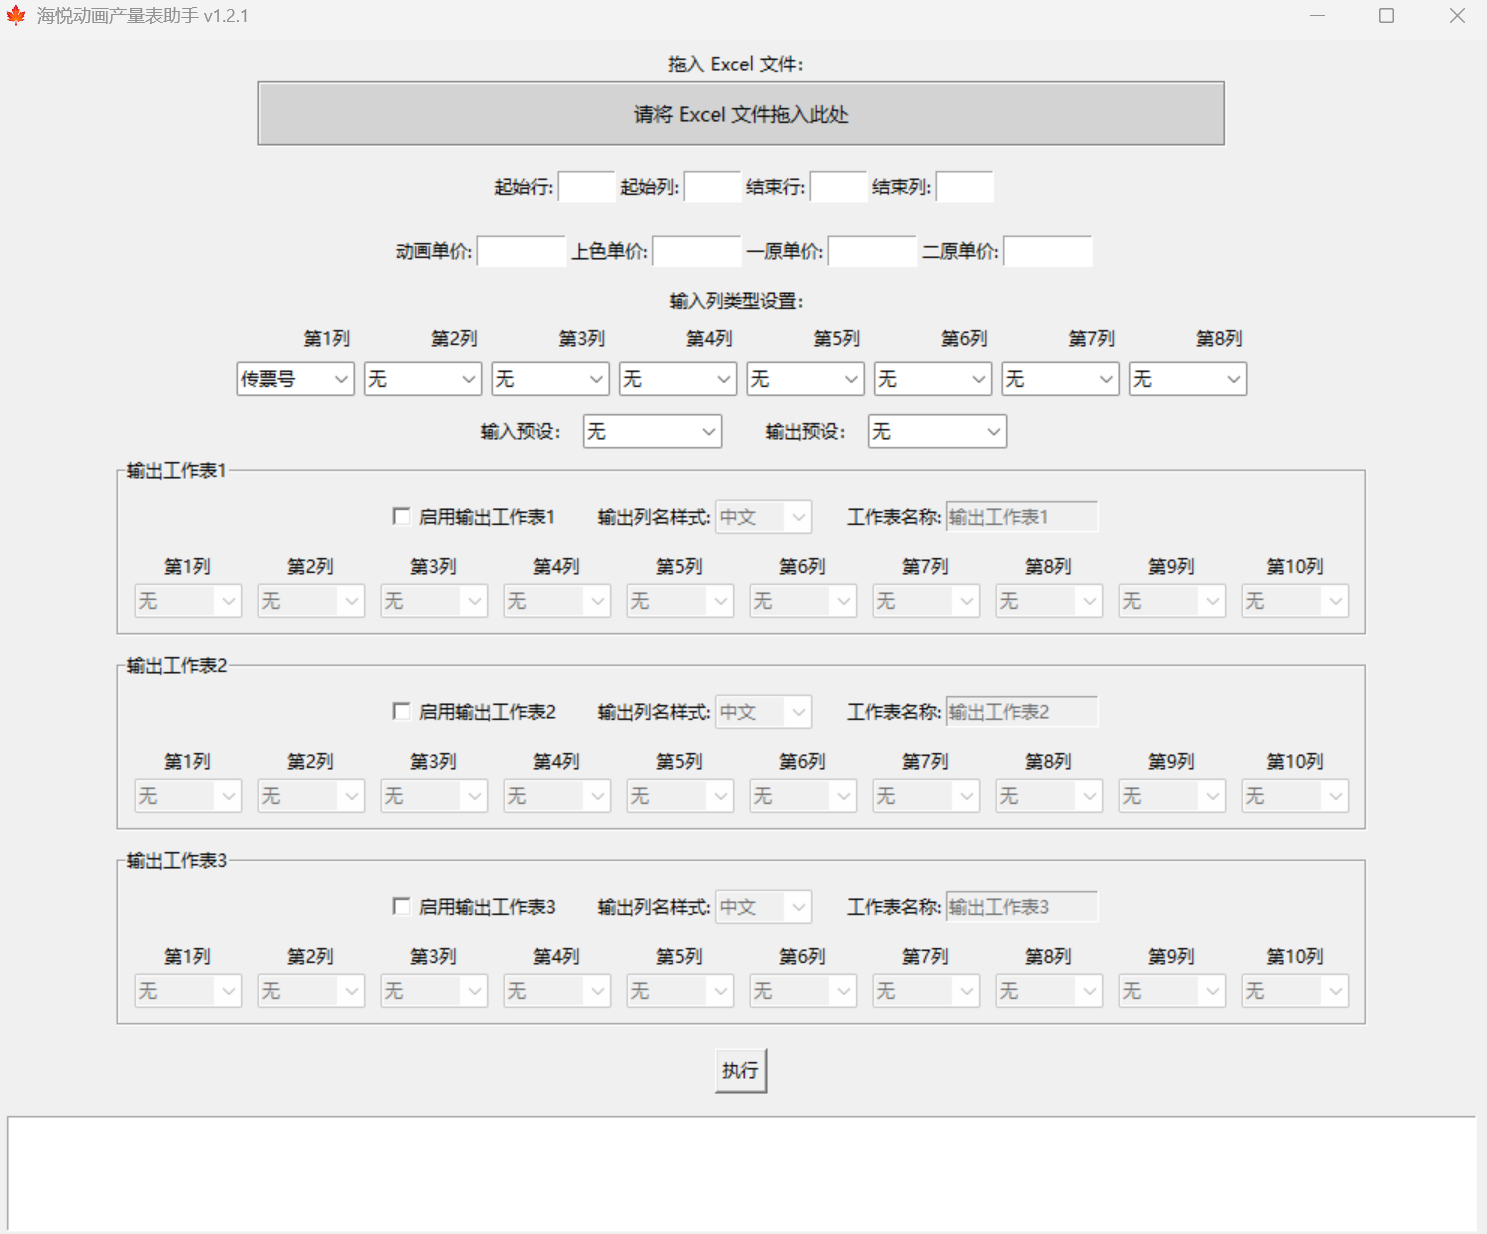 海悦动画产量表助手 v1.2.1
拖入 Excel 文件:
请将 Excel 文件拖入此处
起始行: 起始列: 结束行: 结束列:
动画单价: 上色单价: 一原单价: 二原单价:
输入列类型设置:
第1列 第2列 第3列 第4列 第5列 第6列 第7列 第8列
传票号 无 无 无 无 无 无 无
输入预设: 无 输出预设: 无
输出工作表1
启用输出工作表1 输出列名样式: 中文 工作表名称: 输出工作表1
第1列 第2列 第3列 第4列 第5列 第6列 第7列 第8列 第9列 第10列
无 无 无 无 无 无 无 无 无 无
输出工作表2
启用输出工作表2 输出列名样式: 中文 工作表名称: 输出工作表2
第1列 第2列 第3列 第4列 第5列 第6列 第7列 第8列 第9列 第10列
无 无 无 无 无 无 无 无 无 无
输出工作表3
启用输出工作表3 输出列名样式: 中文 工作表名称: 输出工作表3
第1列 第2列 第3列 第4列 第5列 第6列 第7列 第8列 第9列 第10列
无 无 无 无 无 无 无 无 无 无
执行